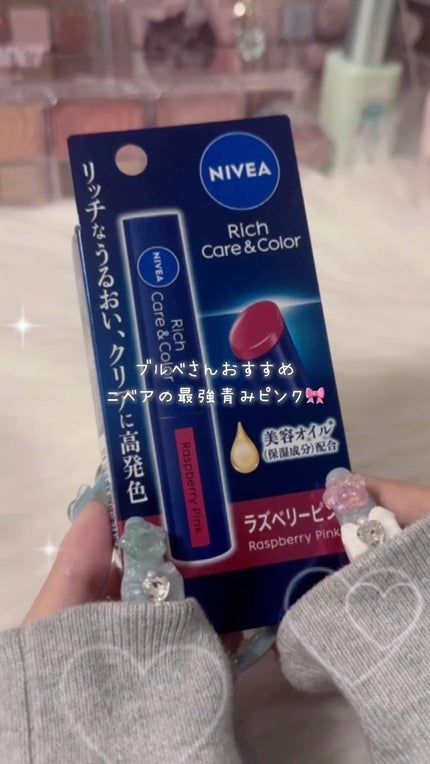 NIVEA
Rich
Care & Color
リッチなうるおい、クリアに高発色
NIVEA
Rich
Care & Color
Raspberry Pink
ブルベさんおすすめ
ニベアの最強青みピンク🎀
美容オイル*
(保湿成分)配合
ラズベリーピン
Raspberry Pink